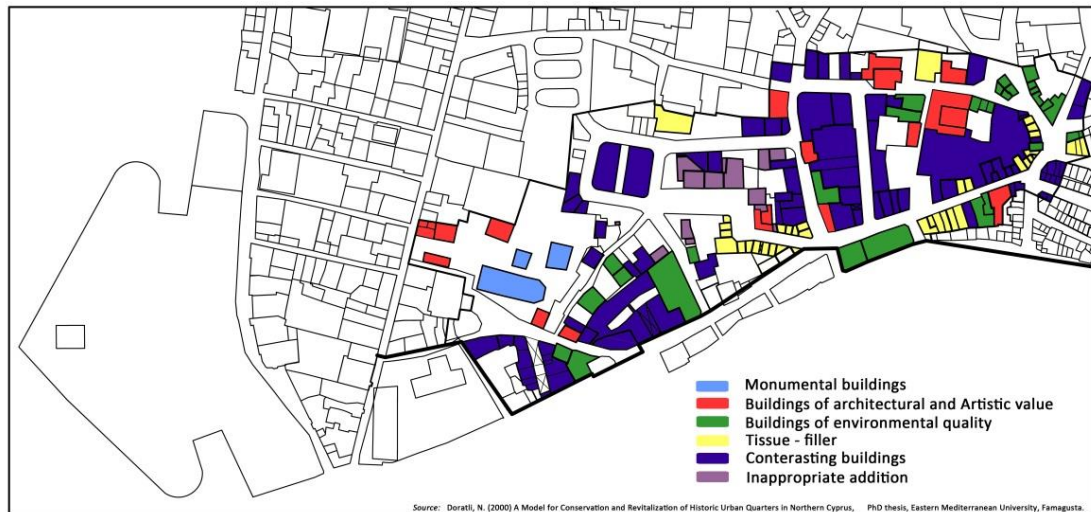 Monumental buildings
Buildings of architectural and Artistic value
Buildings of environmental quality
Tissue - filler
Conterasting buildings
Inappropriate addition
Source: Doratli, N. (2000) A Model for Conservation and Revitalization of Historic Urban Quarters in Northern Cyprus, PhD thesis, Eastern Mediterranean University, Famagusta.